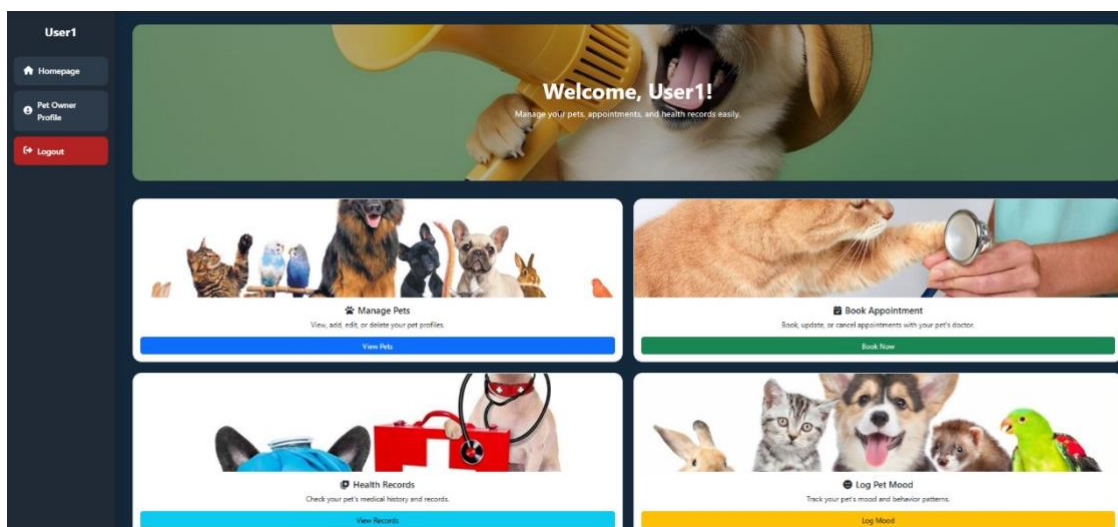 User1
Homepage
Pet Owner
Profile
Logout
Welcome, User1!
Manage your pets, appointments, and health records easily.
Manage Pets
View, add, edit, or delete your pet profiles.
View Pets
Book Appointment
Book, update, or cancel appointments with your pet's doctor.
Book Now
Health Records
Check your pet's medical history and records.
View Records
Log Pet Mood
Track your pet's mood and behavior patterns.
Log Mood